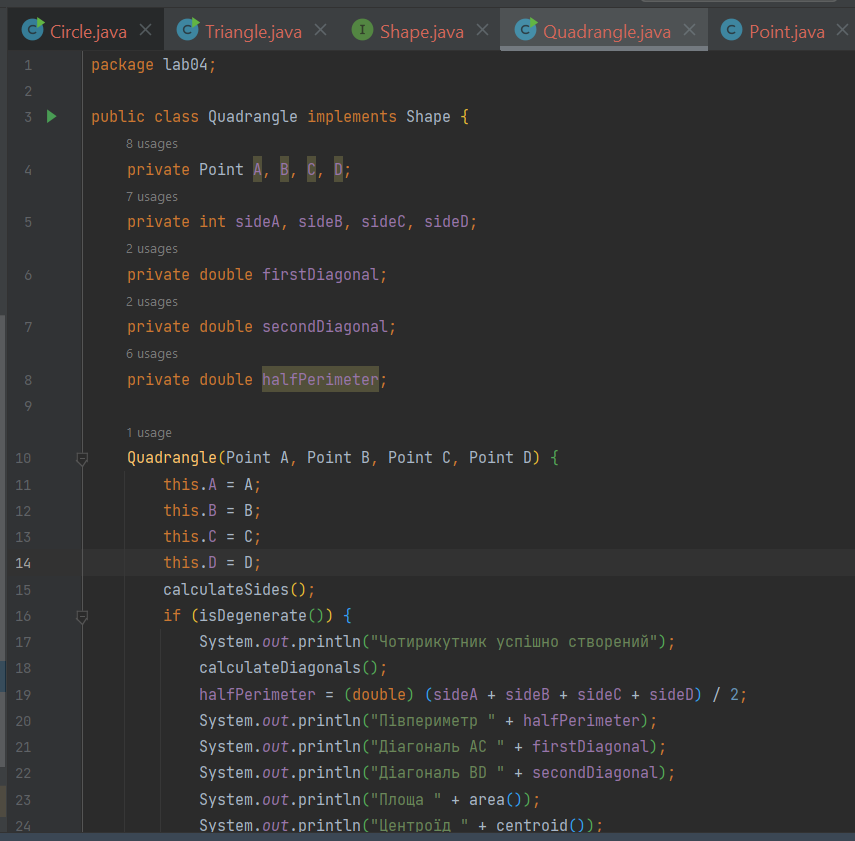 Circle.java Triangle.java Shape.java Quadrangle.java Point.java
1 package lab04;
2
3 public class Quadrangle implements Shape {
8 usages
4 private Point A, B, C, D;
7 usages
5 private int sideA, sideB, sideC, sideD;
2 usages
6 private double firstDiagonal;
2 usages
7 private double secondDiagonal;
6 usages
8 private double halfPerimeter;
9
1 usage
10 Quadrangle(Point A, Point B, Point C, Point D) {
11 this.A = A;
12 this.B = B;
13 this.C = C;
14 this.D = D;
15 calculateSides();
16 if (isDegenerate()) {
17 System.out.println("Чотирикутник успішно створений");
18 calculateDiagonals();
19 halfPerimeter = (double) (sideA + sideB + sideC + sideD) / 2;
20 System.out.println("Півпериметр " + halfPerimeter);
21 System.out.println("Діагональ AC " + firstDiagonal);
22 System.out.println("Діагональ BD " + secondDiagonal);
23 System.out.println("Площа " + area());
24 System.out.println("Центроїд " + centroid());